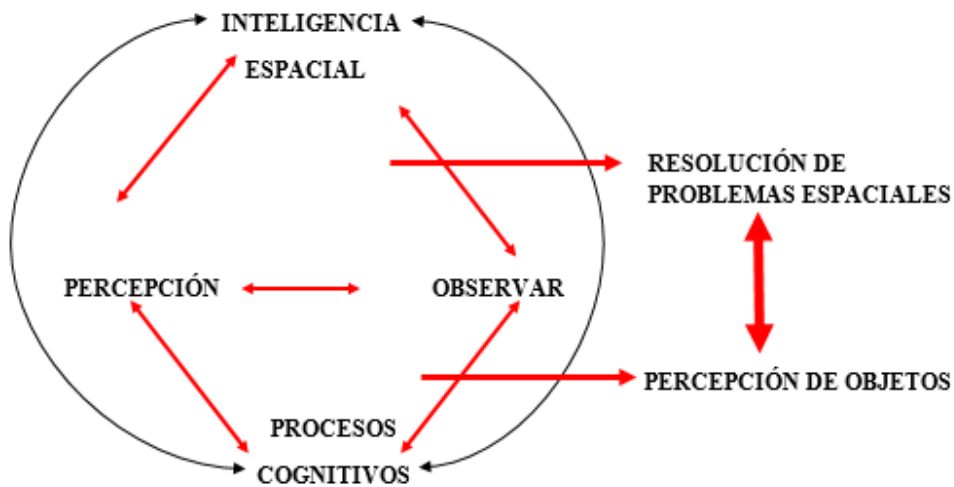 INTELIGENCIA
ESPACIAL
RESOLUCIÓN DE
PROBLEMAS ESPACIALES
PERCEPCIÓN
OBSERVAR
PERCEPCIÓN DE OBJETOS
PROCESOS
COGNITIVOS